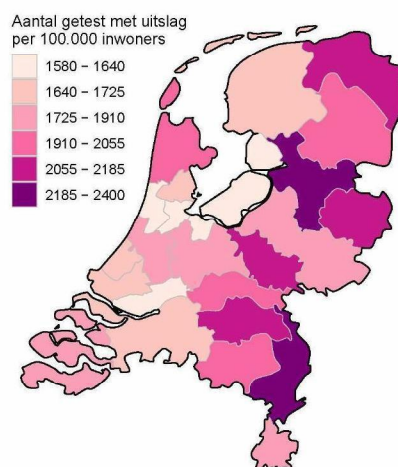 Aantal getest met uitslag
per 100.000 inwoners
1580 – 1640
1640 – 1725
1725 – 1910
1910 – 2055
2055 – 2185
2185 – 2400